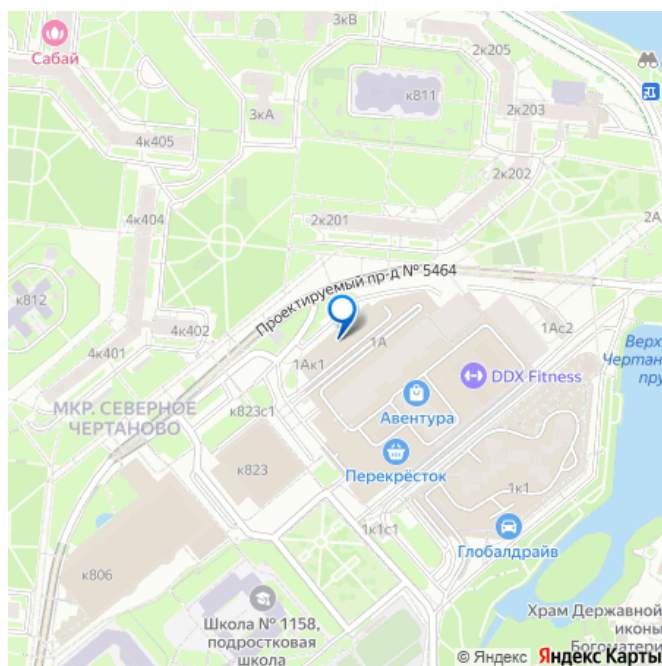 3кВ
2к205
Сабай
к811
2к203
3кА
4к405
2к202
4к404
2к201
2А
Проектируемый пр-д № 5464
к812
4к402
1А
1Ас2
4к401
1Ак1
Верх
Чертан
пру
DDX Fitness
МКР. СЕВЕРНОЕ
ЧЕРТАНОВО
к823с1
Авентура
к823
Перекрёсток
1к1
1к1с1
Глобалдрайв
к806
Школа № 1158,
подростковая
школа
Храм Державной
иконы
Богоматери
© Яндекс Яндекс Карты